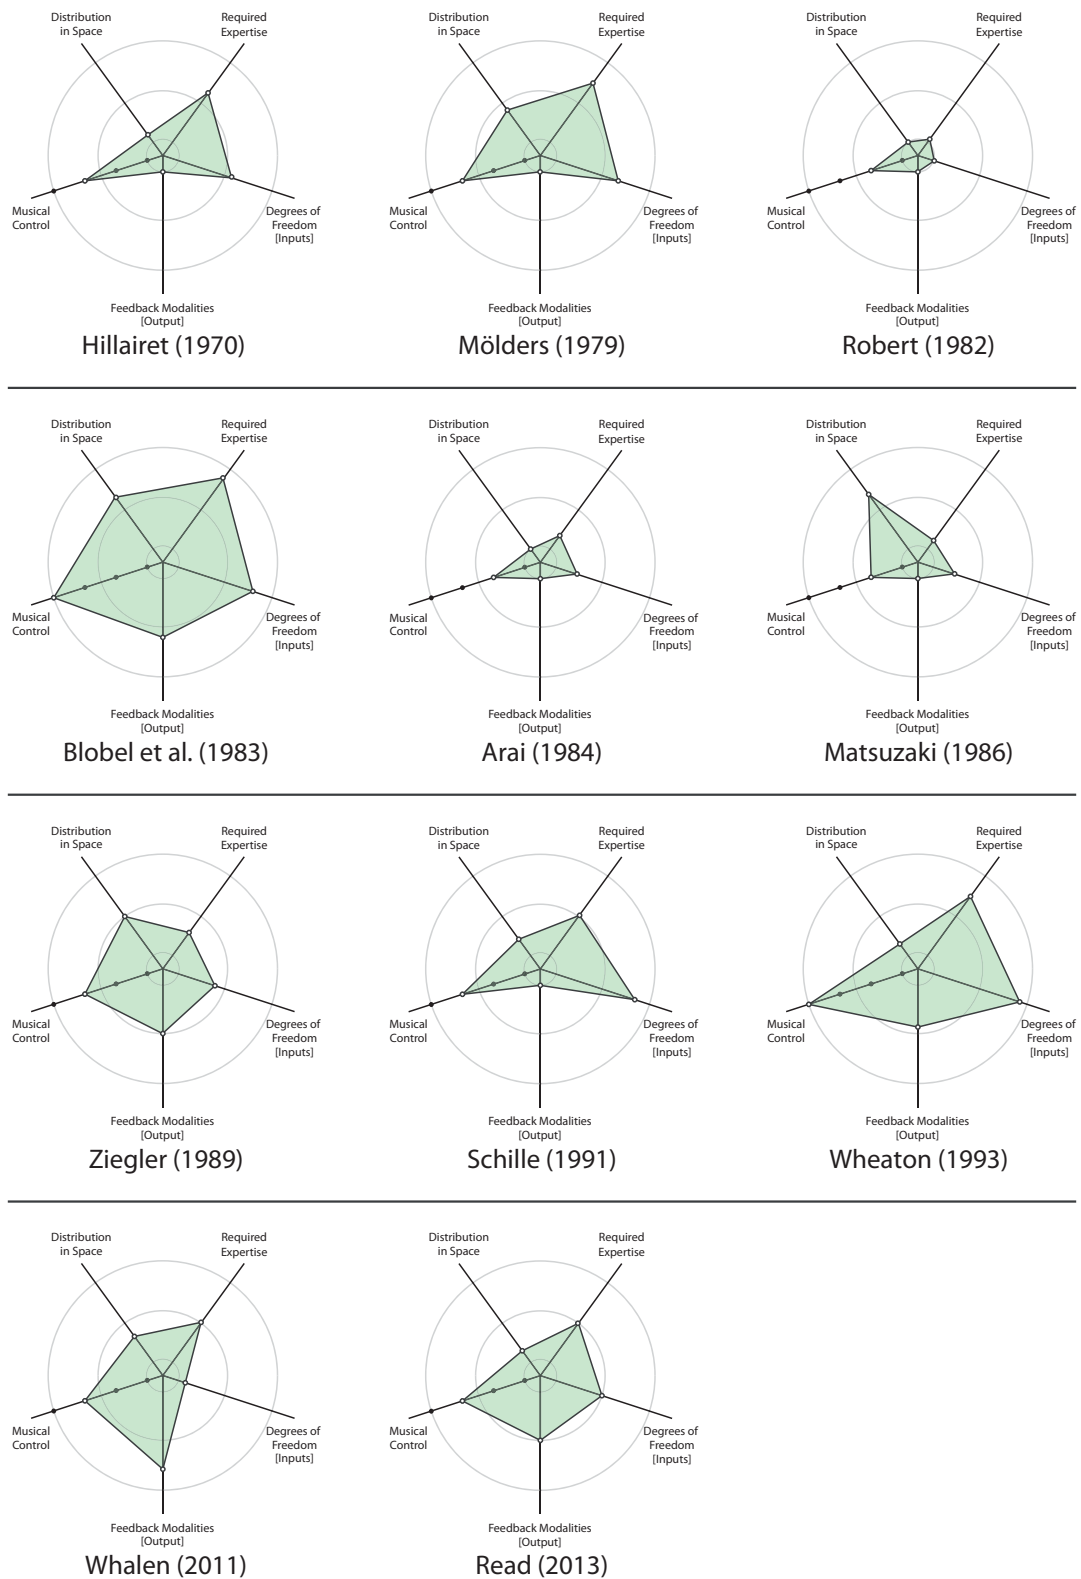 Distribution
in Space
Required
Expertise
Musical
Control
Degrees of
Freedom
[Inputs]
Feedback Modalities
[Output]
Hillairet (1970)
Distribution
in Space
Required
Expertise
Musical
Control
Degrees of
Freedom
[Inputs]
Feedback Modalities
[Output]
Mölders (1979)
Distribution
in Space
Required
Expertise
Musical
Control
Degrees of
Freedom
[Inputs]
Feedback Modalities
[Output]
Robert (1982)
Distribution
in Space
Required
Expertise
Musical
Control
Degrees of
Freedom
[Inputs]
Feedback Modalities
[Output]
Blobel et al. (1983)
Distribution
in Space
Required
Expertise
Musical
Control
Degrees of
Freedom
[Inputs]
Feedback Modalities
[Output]
Arai (1984)
Distribution
in Space
Required
Expertise
Musical
Control
Degrees of
Freedom
[Inputs]
Feedback Modalities
[Output]
Matsuzaki (1986)
Distribution
in Space
Required
Expertise
Musical
Control
Degrees of
Freedom
[Inputs]
Feedback Modalities
[Output]
Ziegler (1989)
Distribution
in Space
Required
Expertise
Musical
Control
Degrees of
Freedom
[Inputs]
Feedback Modalities
[Output]
Schille (1991)
Distribution
in Space
Required
Expertise
Musical
Control
Degrees of
Freedom
[Inputs]
Feedback Modalities
[Output]
Wheaton (1993)
Distribution
in Space
Required
Expertise
Musical
Control
Degrees of
Freedom
[Inputs]
Feedback Modalities
[Output]
Whalen (2011)
Distribution
in Space
Required
Expertise
Musical
Control
Degrees of
Freedom
[Inputs]
Feedback Modalities
[Output]
Read (2013)